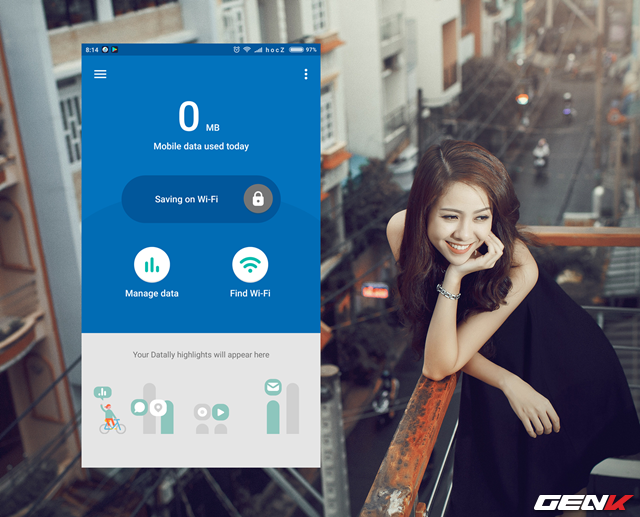 8:14
h o c Z
97%
0 MB
Mobile data used today
Saving on Wi-Fi
Manage data
Find Wi-Fi
Your Datally highlights will appear here
GENK